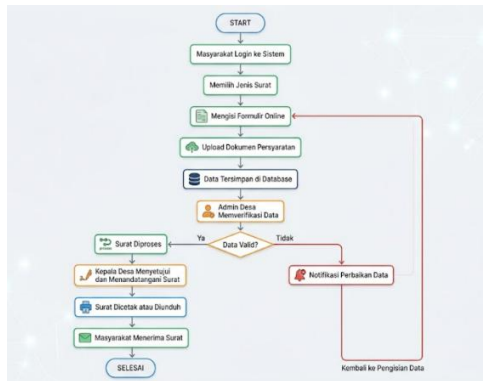 START
Masyarakat Login ke Sistem
Memilih Jenis Surat
Mengisi Formulir Online
Upload Dokumen Persyaratan
Data Tersimpan di Database
Admin Desa
Memverifikasi Data
Data Valid?
Ya
Tidak
Surat Diproses
Kepala Desa Menyetujui
dan Menandatangani Surat
Surat Dicetak atau Diunduh
Masyarakat Menerima Surat
SELESAI
Notifikasi Perbaikan Data
Kembali ke Pengisian Data